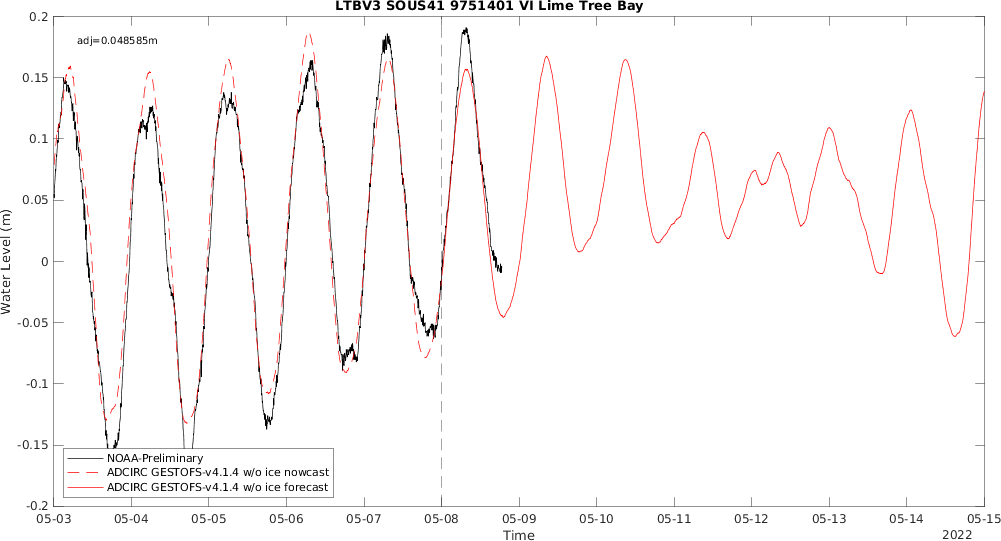 LTBV3 SOUS41 9751401 VI Lime Tree Bay
adj=0.048585m
0.2
0.15
0.1
0.05
0
-0.05
-0.1
-0.15
-0.2
Water Level (m)
NOAA-Preliminary
ADCIRC GESTOFS-v4.1.4 w/o ice nowcast
ADCIRC GESTOFS-v4.1.4 w/o ice forecast
05-03 05-04 05-05 05-06 05-07 05-08 05-09 05-10 05-11 05-12 05-13 05-14 05-15
Time
2022